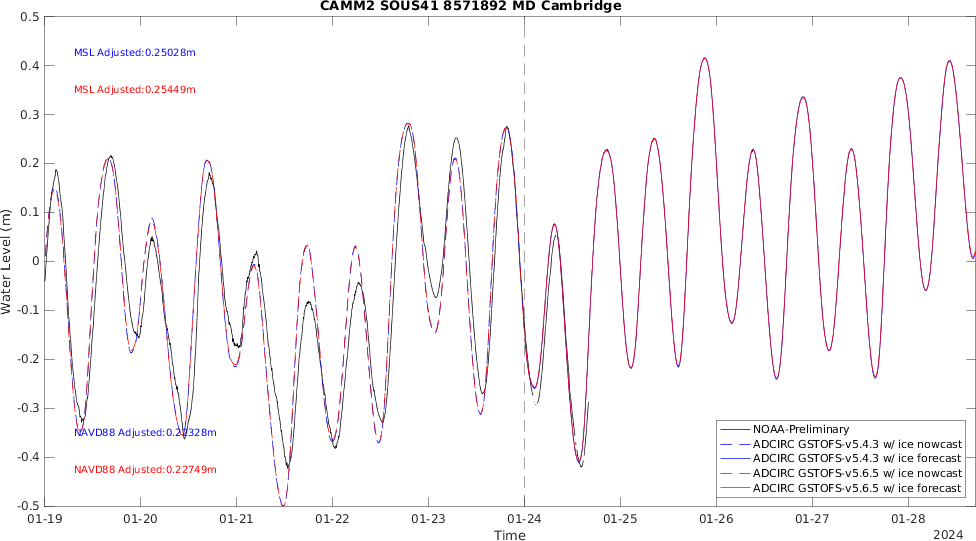 CAMM2 SOUS41 8571892 MD Cambridge
0.5
0.4
0.3
0.2
0.1
0
-0.1
-0.2
-0.3
-0.4
-0.5
Water Level (m)
MSL Adjusted:0.25028m
MSL Adjusted:0.25449m
NAVD88 Adjusted:0.22328m
NAVD88 Adjusted:0.22749m
NOAA-Preliminary
ADCIRC GSTOFS-v5.4.3 w/ ice nowcast
ADCIRC GSTOFS-v5.4.3 w/ ice forecast
ADCIRC GSTOFS-v5.6.5 w/ ice nowcast
ADCIRC GSTOFS-v5.6.5 w/ ice forecast
01-19 01-20 01-21 01-22 01-23 01-24 01-25 01-26 01-27 01-28
Time
2024